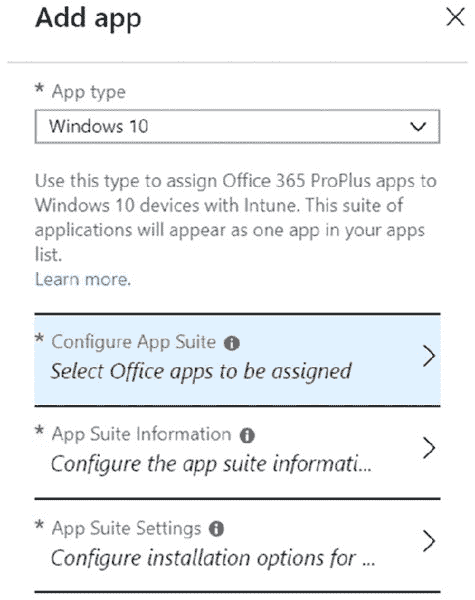 Add app
* App type
Windows 10
Use this type to assign Office 365 ProPlus apps to
Windows 10 devices with Intune. This suite of
applications will appear as one app in your apps
list.
Learn more.
* Configure App Suite
Select Office apps to be assigned
* App Suite Information
Configure the app suite informati...
* App Suite Settings
Configure installation options for ...